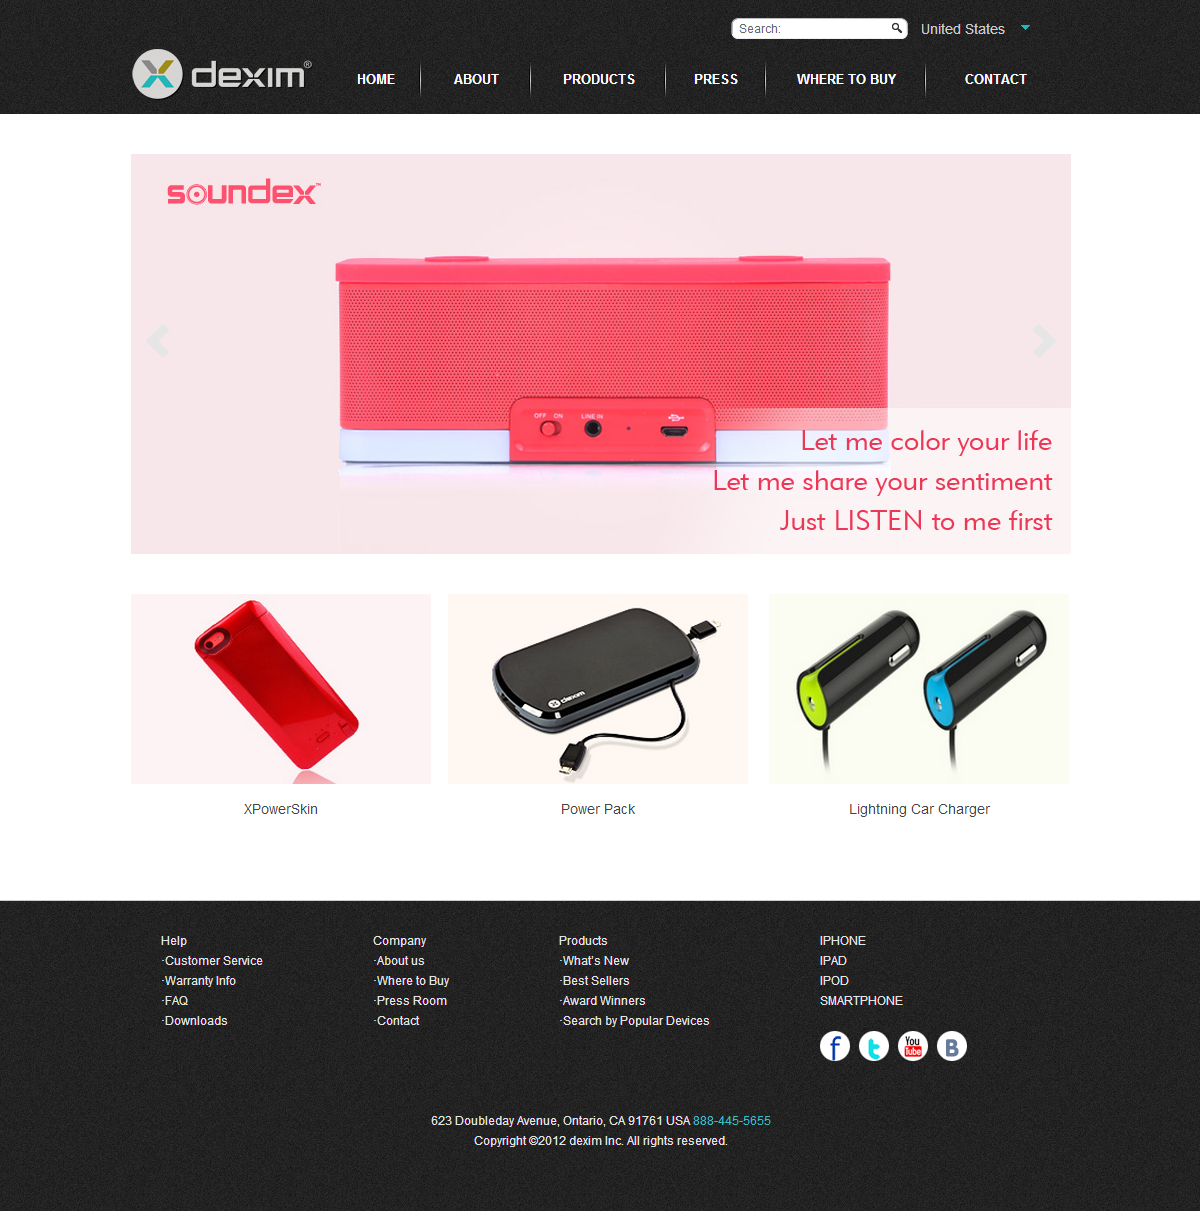 Search:
United States
dexim®
HOME
ABOUT
PRODUCTS
PRESS
WHERE TO BUY
CONTACT
soundex™
OFF ON
LINE IN
Let me color your life
Let me share your sentiment
Just LISTEN to me first
dexim
XPowerSkin
Power Pack
Lightning Car Charger
Help
·Customer Service
·Warranty Info
·FAQ
·Downloads
Company
·About us
·Where to Buy
·Press Room
·Contact
Products
·What's New
·Best Sellers
·Award Winners
·Search by Popular Devices
IPHONE
IPAD
IPOD
SMARTPHONE
f
t
You
Tube
B
623 Doubleday Avenue, Ontario, CA 91761 USA 888-445-5655
Copyright ©2012 dexim Inc. All rights reserved.